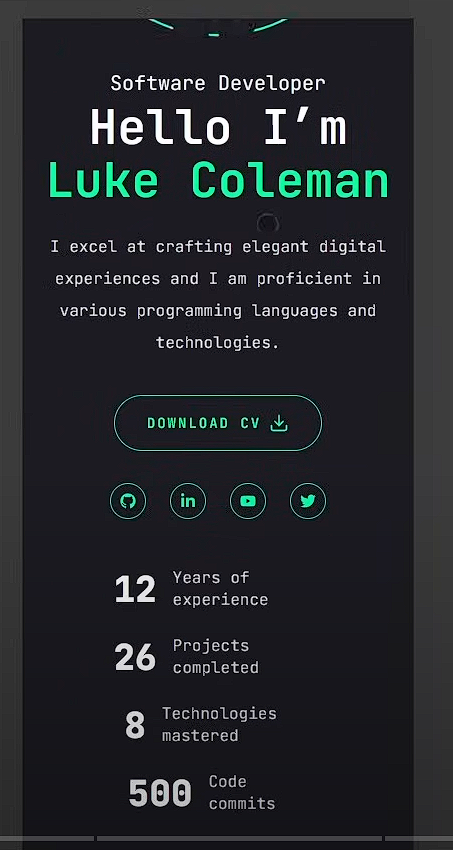 Software Developer
Hello I’m
Luke Coleman
I excel at crafting elegant digital
experiences and I am proficient in
various programming languages and
technologies.
DOWNLOAD CV
in
12 Years of
experience
26 Projects
completed
8 Technologies
mastered
500 Code
commits